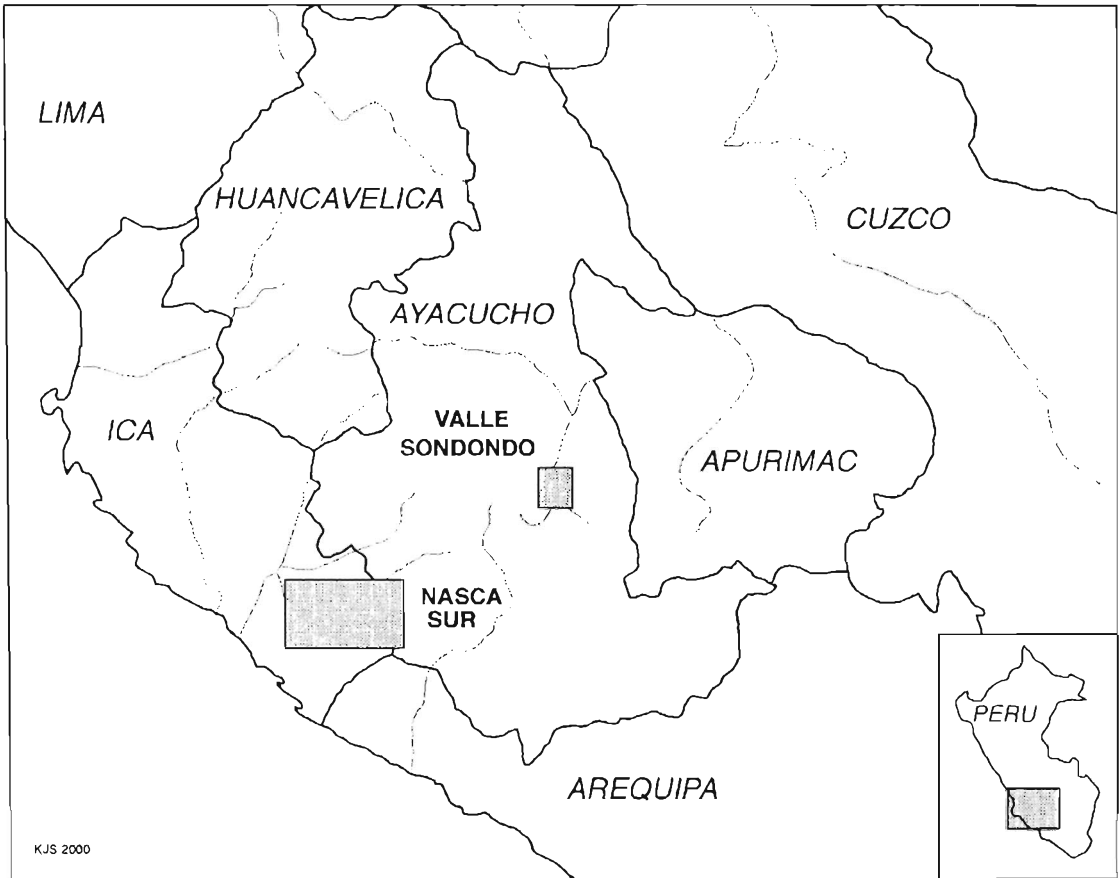 LIMA
HUANCAVELICA
CUZCO
AYACUCHO
ICA
VALLE
SONDONDO
APURIMAC
NASCA
SUR
PERU
AREQUIPA
KJS 2000